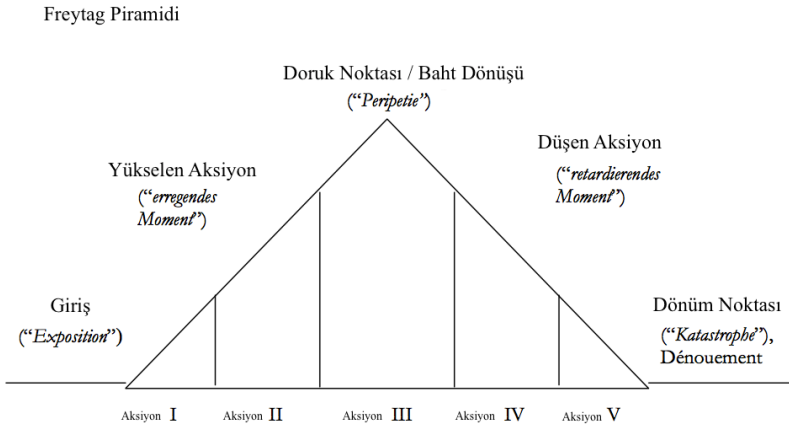 Freytag Piramidi
Doruk Noktası / Baht Dönüşü
(“Peripetie”)
Yükselen Aksiyon
(“erregendes
Moment”)
Düşen Aksiyon
(“retardierendes
Moment”)
Giriş
(“Exposition”)
Dönüm Noktası
(“Katastrophe”),
Dénouement
Aksiyon I
Aksiyon II
Aksiyon III
Aksiyon IV
Aksiyon V